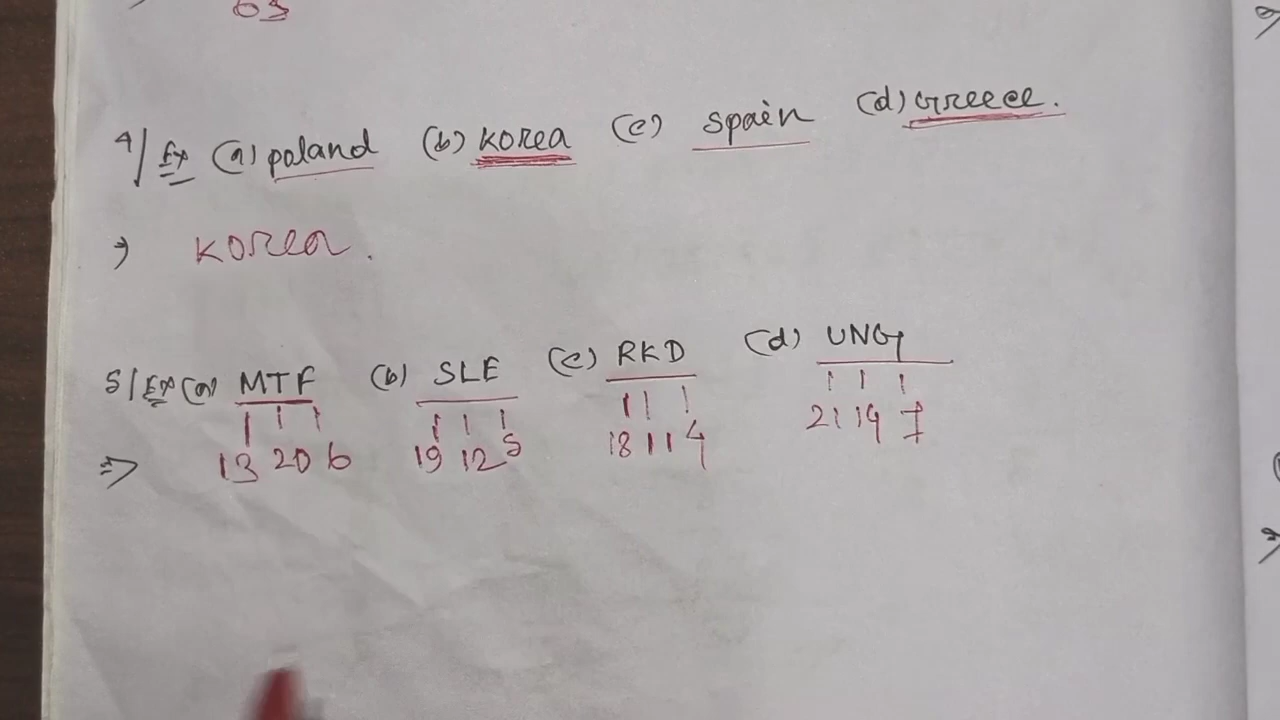 63
4/ Ex (a) poland (b) Korea (c) Spain (d) Greece.
⇒ Korea.
5/ Ex (a) MTF (b) SLE (c) RKD (d) UNG
⇒ 13 20 6 19 12 5 18 11 4 21 14 7